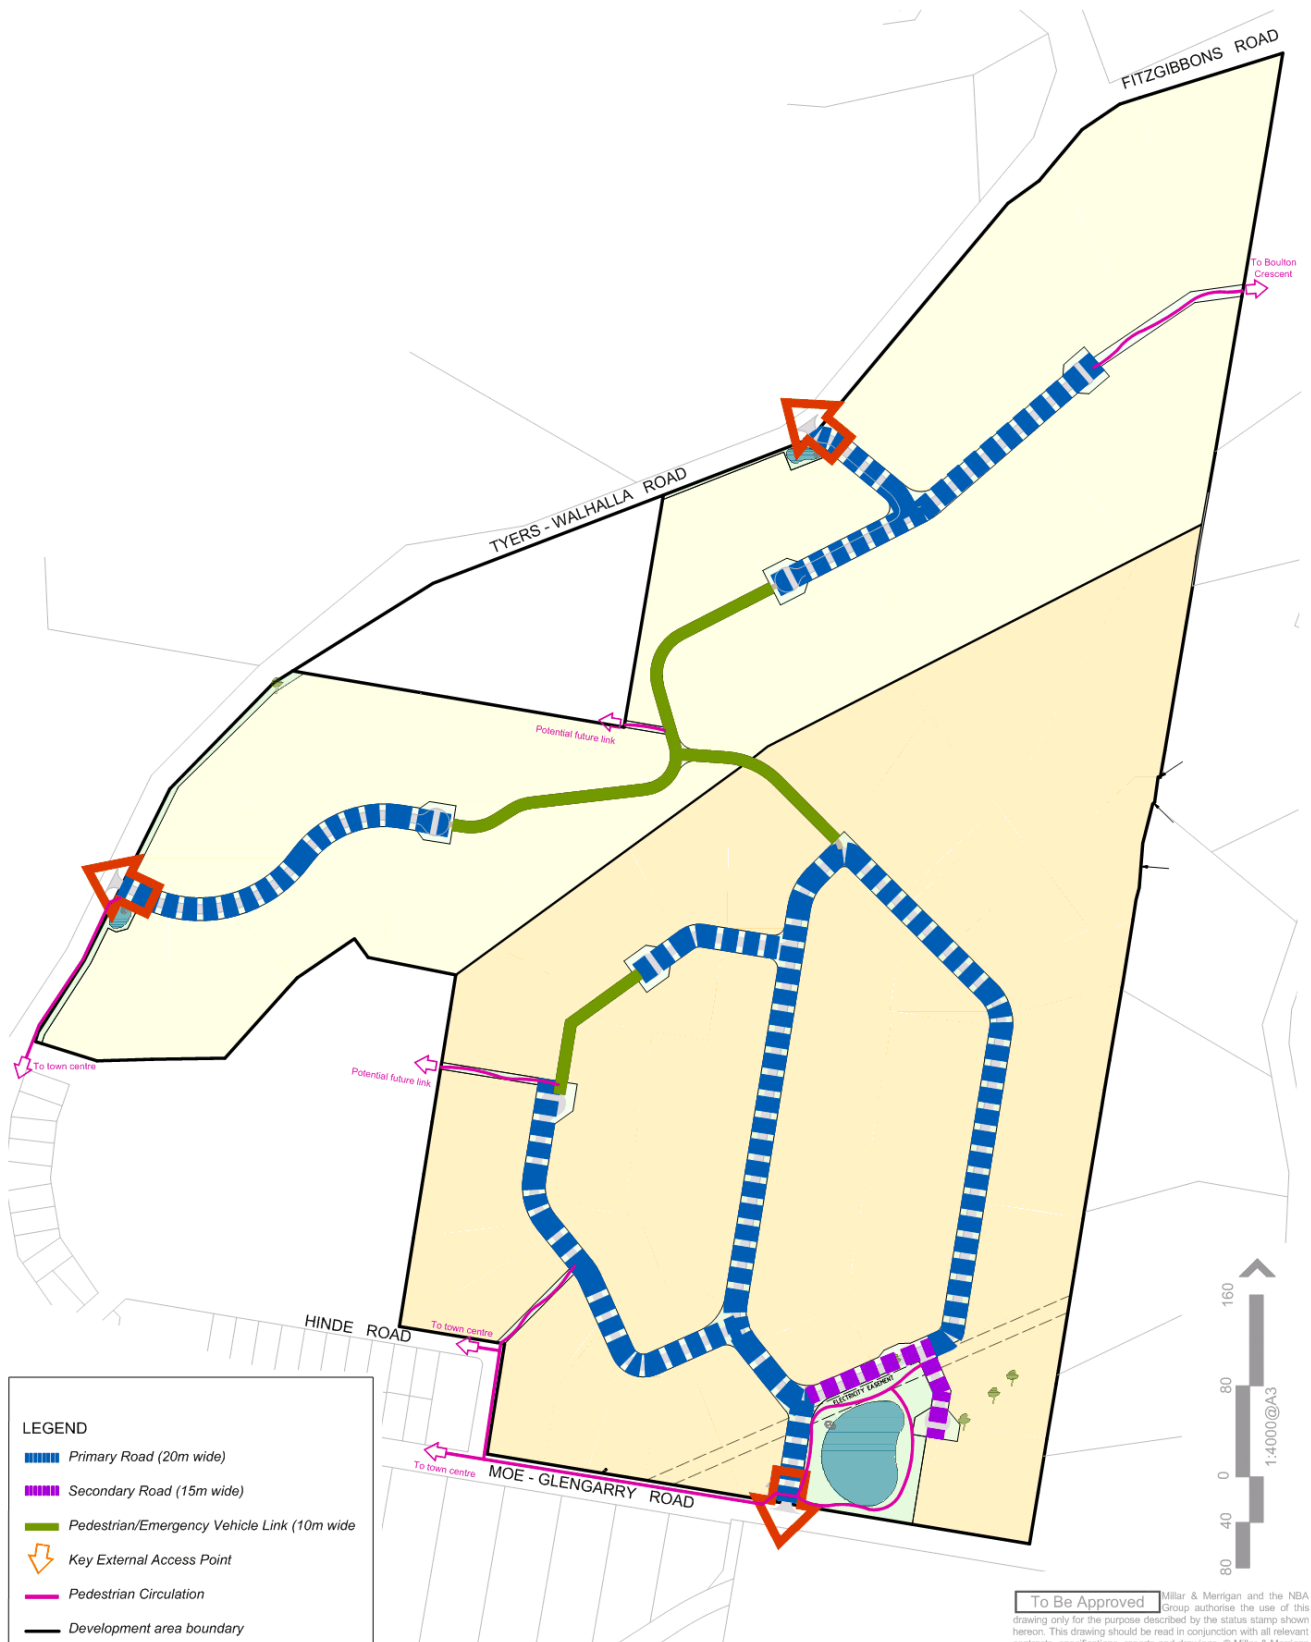 FITZGIBBONS ROAD
To Boulton
Crescent
TYERS - WALHALLA ROAD
Potential future link
To town centre
Potential future link
HINDE ROAD
To town centre
ELECTRICITY EASEMENT
To town centre
MOE - GLENGARRY ROAD
LEGEND
Primary Road (20m wide)
Secondary Road (15m wide)
Pedestrian/Emergency Vehicle Link (10m wide
Key External Access Point
Pedestrian Circulation
Development area boundary
160
80
0
40
80
1:4000@A3
To Be Approved
Millar & Merrigan and the NBA
Group authorise the use of this
drawing only for the purpose described by the status stamp shown
hereon. This drawing should be read in conjunction with all relevant